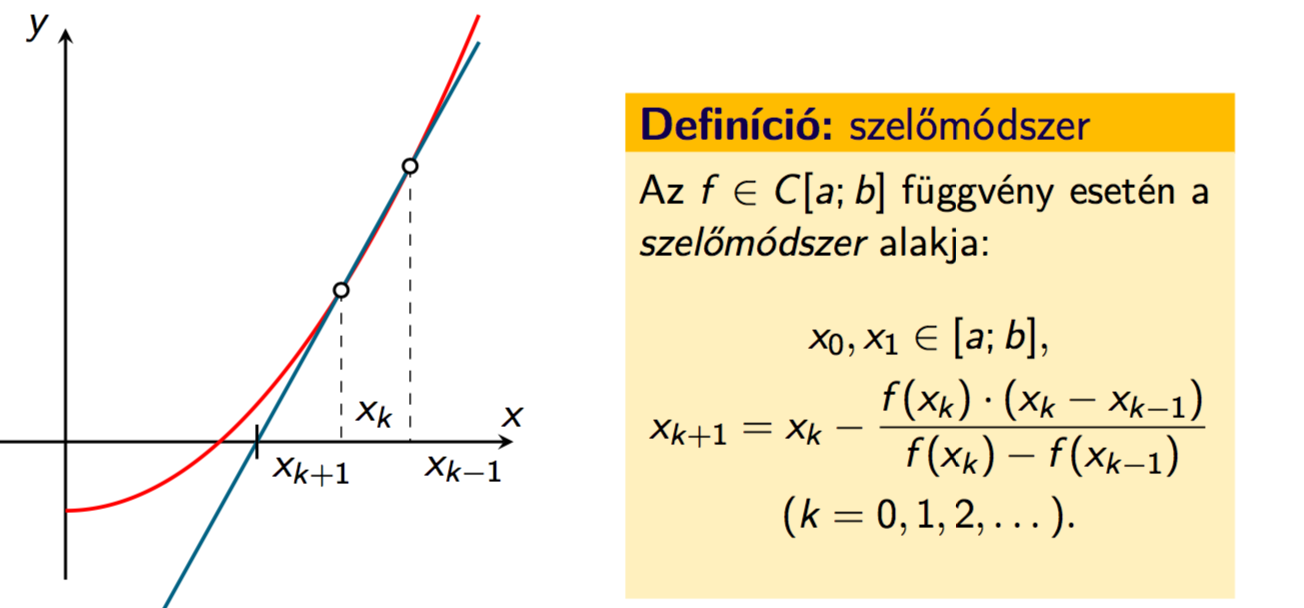 y
x_k
x
x_{k+1}
x_{k−1}
Definíció: szelőmódszer
Az f ∈ C[a; b] függvény esetén a
szelőmódszer alakja:
x_0, x_1 ∈ [a; b],
x_{k+1} = x_k − \frac{f(x_k) · (x_k − x_{k−1})}{f(x_k) − f(x_{k−1})}
(k = 0, 1, 2, . . . ).